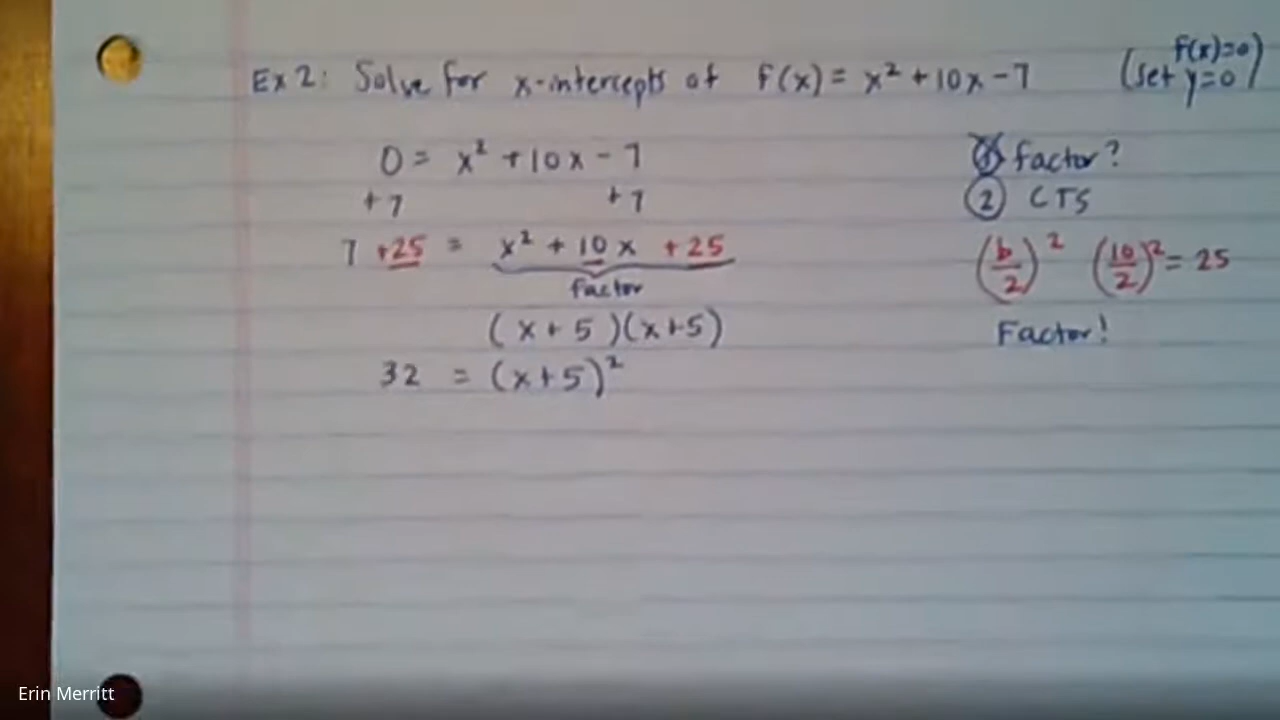 Ex 2: Solve for x-intercepts of f(x) = x² + 10x - 7 (set y=0) f(x)=0
0 = x² + 10x - 7
+7 +7
7 +25 = x² + 10x +25
factor
(x+5)(x+5)
32 = (x+5)²
① factor?
② CTS
(b/2)² (10/2)² = 25
Factor!
Erin Merritt